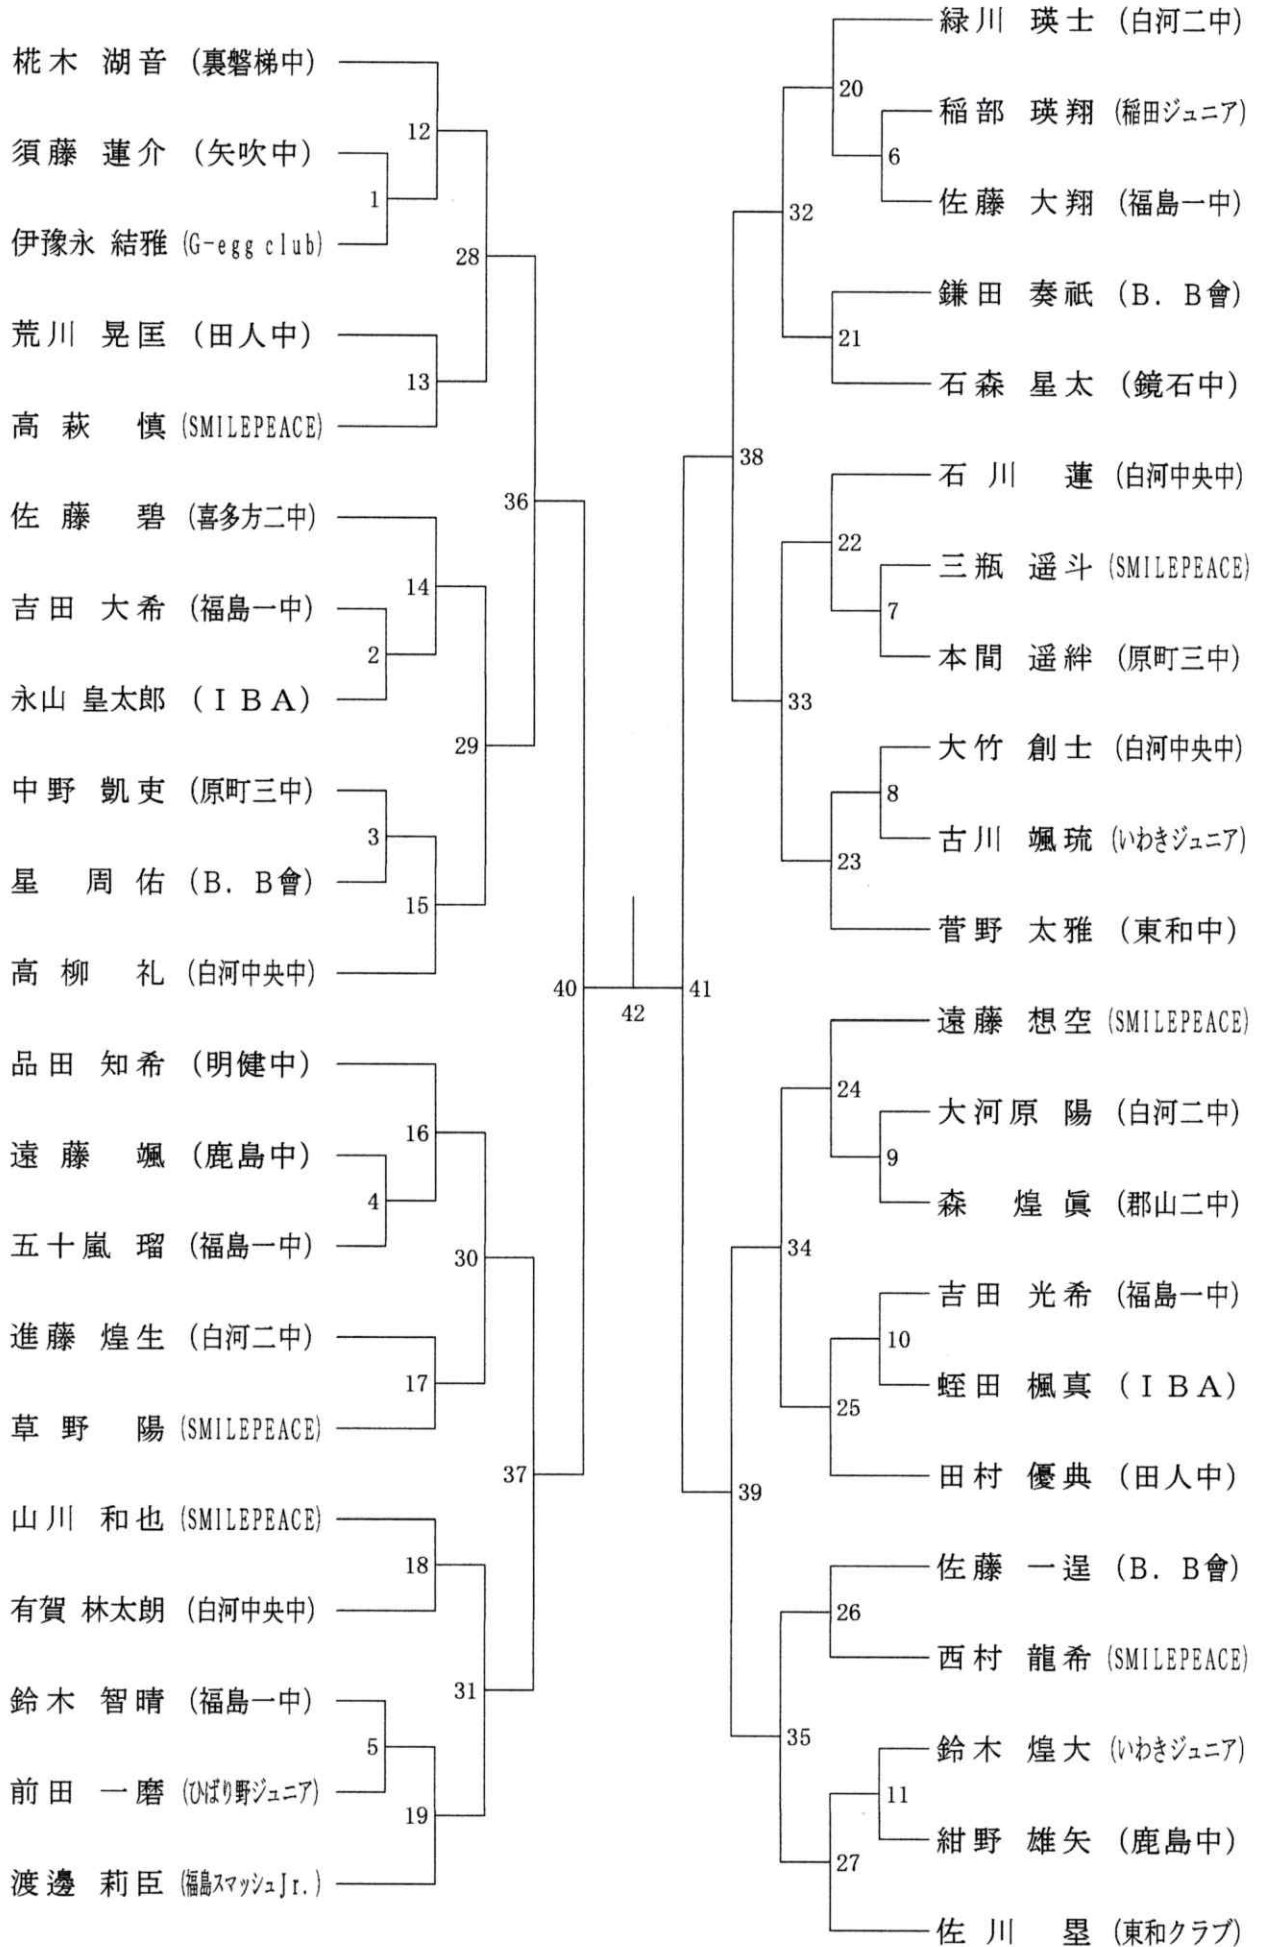 椛木 湖音 (裏磐梯中)
12
須藤 蓮介 (矢吹中)
1
伊豫永 結雅 (G-egg club)
28
荒川 晃匡 (田人中)
13
高萩 慎 (SMILEPEACE)
36
佐藤 碧 (喜多方二中)
14
吉田 大希 (福島一中)
2
永山 皇太郎 (IBA)
29
中野 凱吏 (原町三中)
3
星 周佑 (B.B會)
15
高柳 礼 (白河中央中)
40
品田 知希 (明健中)
16
遠藤 颯 (鹿島中)
4
五十嵐 瑠 (福島一中)
30
進藤 煌生 (白河二中)
17
草野 陽 (SMILEPEACE)
37
山川 和也 (SMILEPEACE)
18
有賀 林太朗 (白河中央中)
31
鈴木 智晴 (福島一中)
5
前田 一磨 (ひばり野ジュニア)
19
渡邊 莉臣 (福島スマッシュJr.)
42
緑川 瑛士 (白河二中)
20
稲部 瑛翔 (稲田ジュニア)
6
佐藤 大翔 (福島一中)
32
鎌田 奏祇 (B.B會)
21
石森 星太 (鏡石中)
38
石川 蓮 (白河中央中)
22
三瓶 遥斗 (SMILEPEACE)
7
本間 遥絆 (原町三中)
33
大竹 創士 (白河中央中)
8
古川 颯琉 (いわきジュニア)
23
菅野 太雅 (東和中)
41
遠藤 想空 (SMILEPEACE)
24
大河原 陽 (白河二中)
9
森 煌眞 (郡山二中)
34
吉田 光希 (福島一中)
10
蛭田 楓真 (IBA)
25
田村 優典 (田人中)
39
佐藤 一逞 (B.B會)
26
西村 龍希 (SMILEPEACE)
35
鈴木 煌大 (いわきジュニア)
11
紺野 雄矢 (鹿島中)
27
佐川 塁 (東和クラブ)